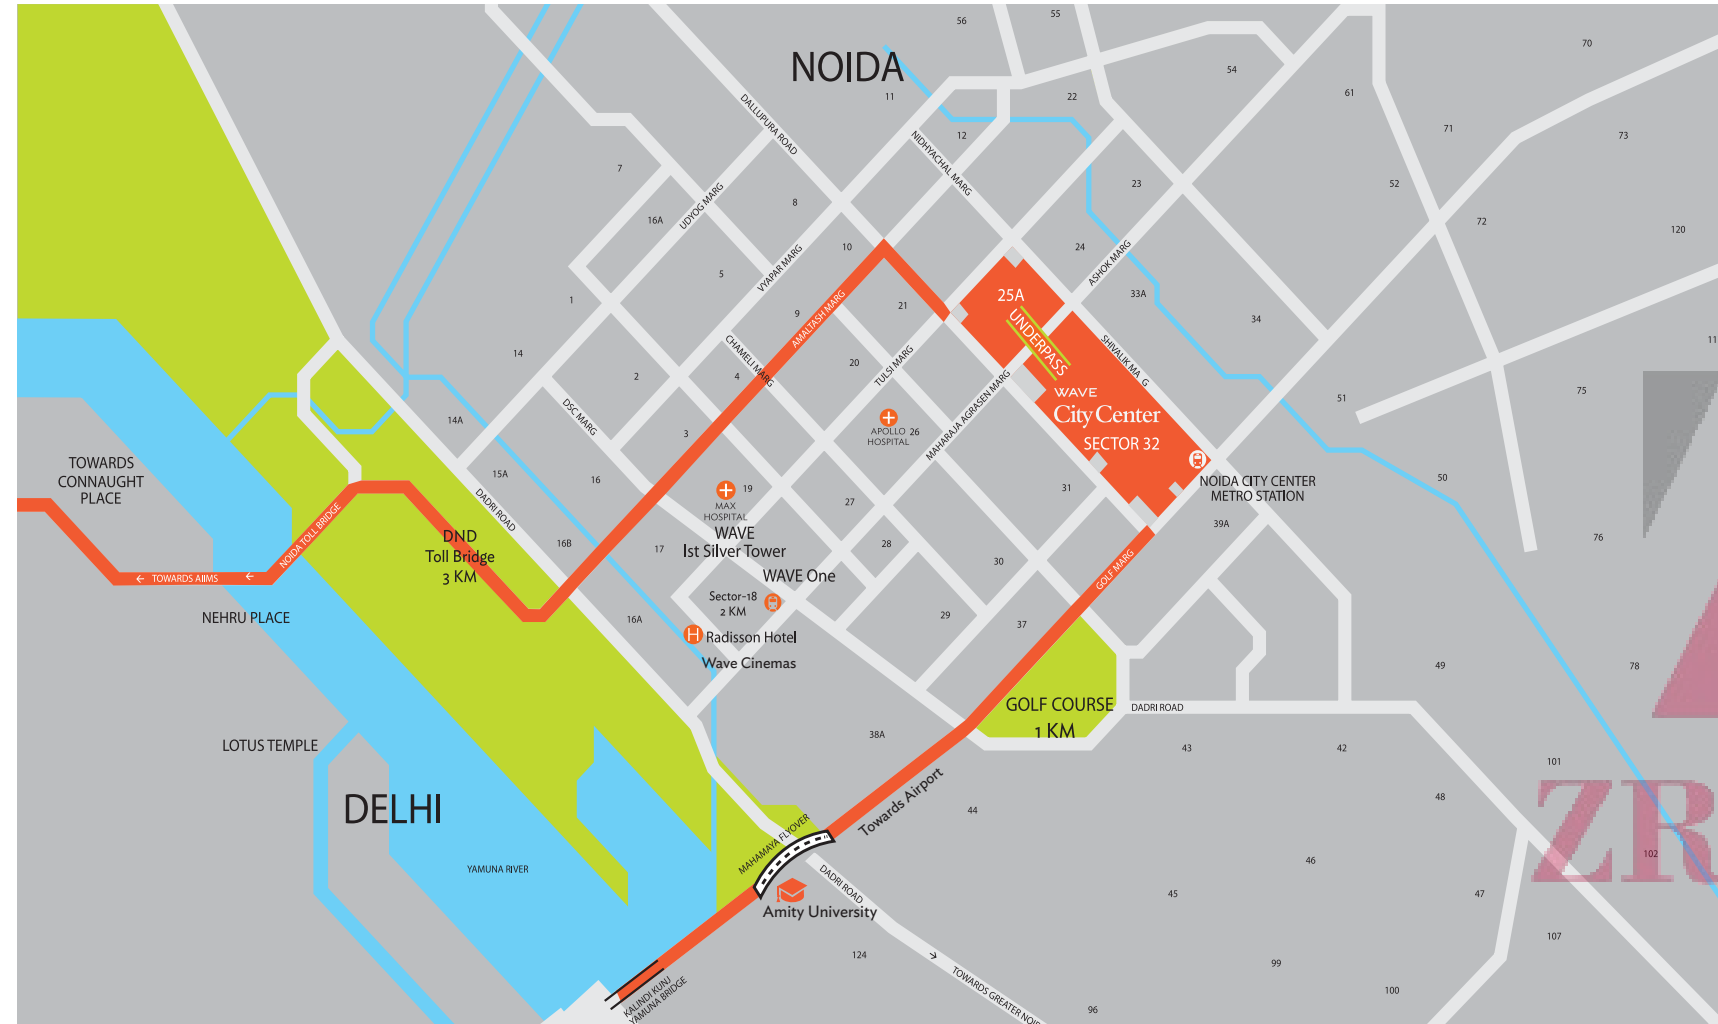 56
55
70
NOIDA
54
61
11
22
DALLUPURA ROAD
12
71
73
NIDHYACHAL MARG
7
23
52
UDYOG MARG
8
16A
72
120
10
24
VYAPAR MARG
ASHOK MARG
5
1
25A
33A
21
9
AMALTASH MARG
34
UNDERPASS
SHIVALIK MA G
11
14
CHAMELI MARG
20
TULSI MARG
2
4
WAVE
City Center
SECTOR 32
51
75
DSC MARG
14A
3
APOLLO
HOSPITAL
26
MAHARAJA AGRASEN MARG
TOWARDS
CONNAUGHT
PLACE
15A
16
19
MAX
HOSPITAL
27
31
NOIDA CITY CENTER
METRO STATION
50
DADRI ROAD
39A
NOIDA TOLL BRIDGE
DND
Toll Bridge
3 KM
16B
17
WAVE
Ist Silver Tower
28
76
30
GOLF MARG
← TOWARDS AIIMS ←
WAVE One
Sector-18
2 KM
NEHRU PLACE
16A
H
Radisson Hotel
29
37
Wave Cinemas
49
78
GOLF COURSE
1 KM
DADRI ROAD
38A
LOTUS TEMPLE
43
42
101
DELHI
Towards Airport
44
48
ZR
MAHAMAYA FLYOVER
102
46
YAMUNA RIVER
DADRI ROAD
45
47
Amity University
107
124
99
TOWARDS GREATER NOID
100
KALINDI KUNJ
YAMUNA BRIDGE
96